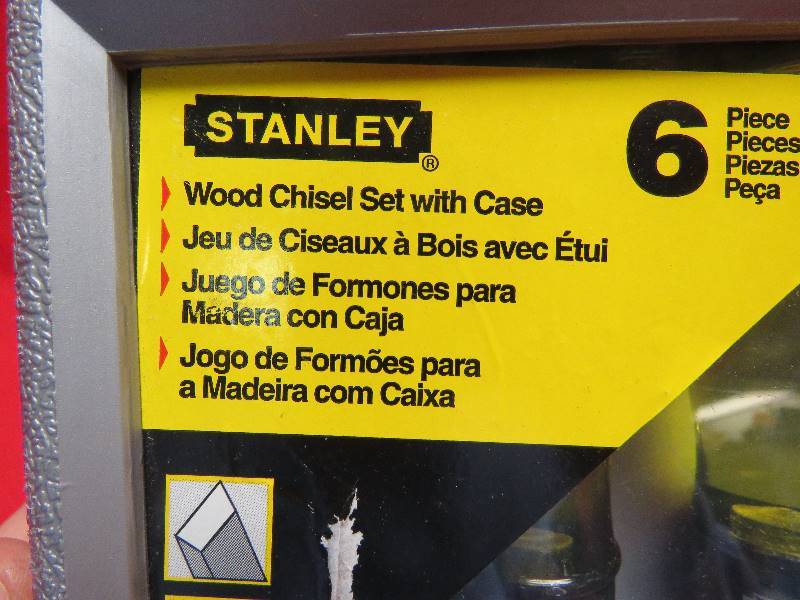 STANLEY®
6
Piece
Pieces
Piezas
Peça
Wood Chisel Set with Case
Jeu de Ciseaux à Bois avec Étui
Juego de Formones para
Madera con Caja
Jogo de Formões para
a Madeira com Caixa